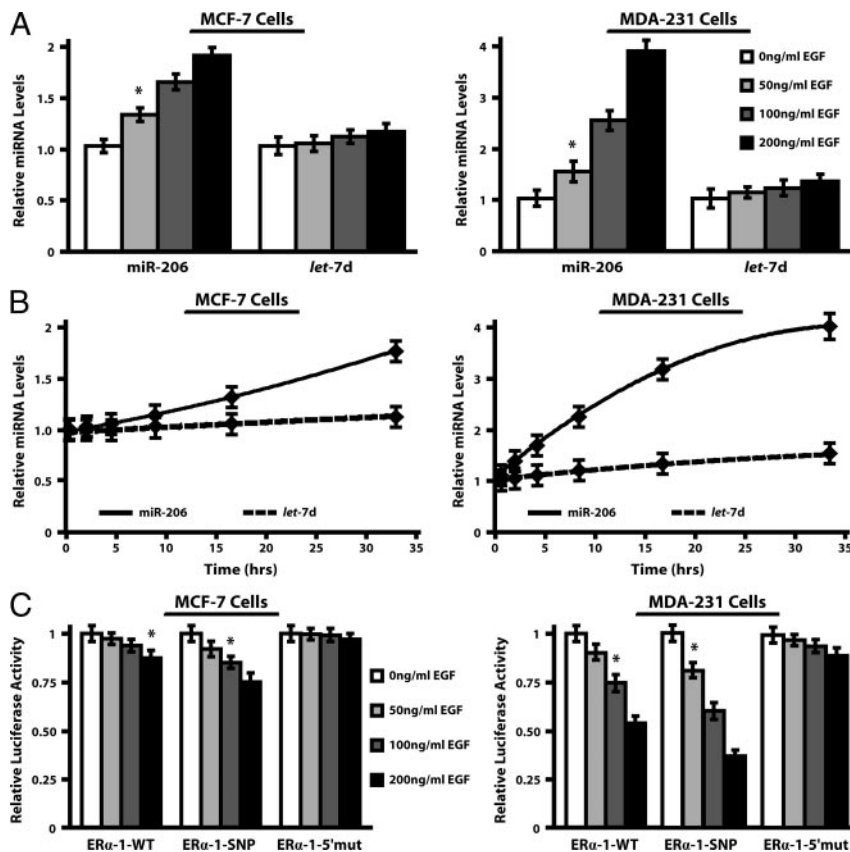 A
MCF-7 Cells
Relative miRNA Levels
2
1.5
1.0
0.5
0
*
miR-206
let-7d
MDA-231 Cells
Relative miRNA Levels
4
3
2
1
0
*
miR-206
let-7d
0ng/ml EGF
50ng/ml EGF
100ng/ml EGF
200ng/ml EGF
B
MCF-7 Cells
Relative miRNA Levels
2
1.5
1.0
0.5
0
miR-206
let-7d
0 5 10 15 20 25 30 35
Time (hrs)
MDA-231 Cells
Relative miRNA Levels
4
3
2
1
0
miR-206
let-7d
0 5 10 15 20 25 30 35
Time (hrs)
C
MCF-7 Cells
Relative Luciferase Activity
1
0.75
0.50
0.25
0
*
*
ERα-1-WT
ERα-1-SNP
ERα-1-5'mut
0ng/ml EGF
50ng/ml EGF
100ng/ml EGF
200ng/ml EGF
MDA-231 Cells
Relative Luciferase Activity
1
0.75
0.50
0.25
0
*
*
ERα-1-WT
ERα-1-SNP
ERα-1-5'mut